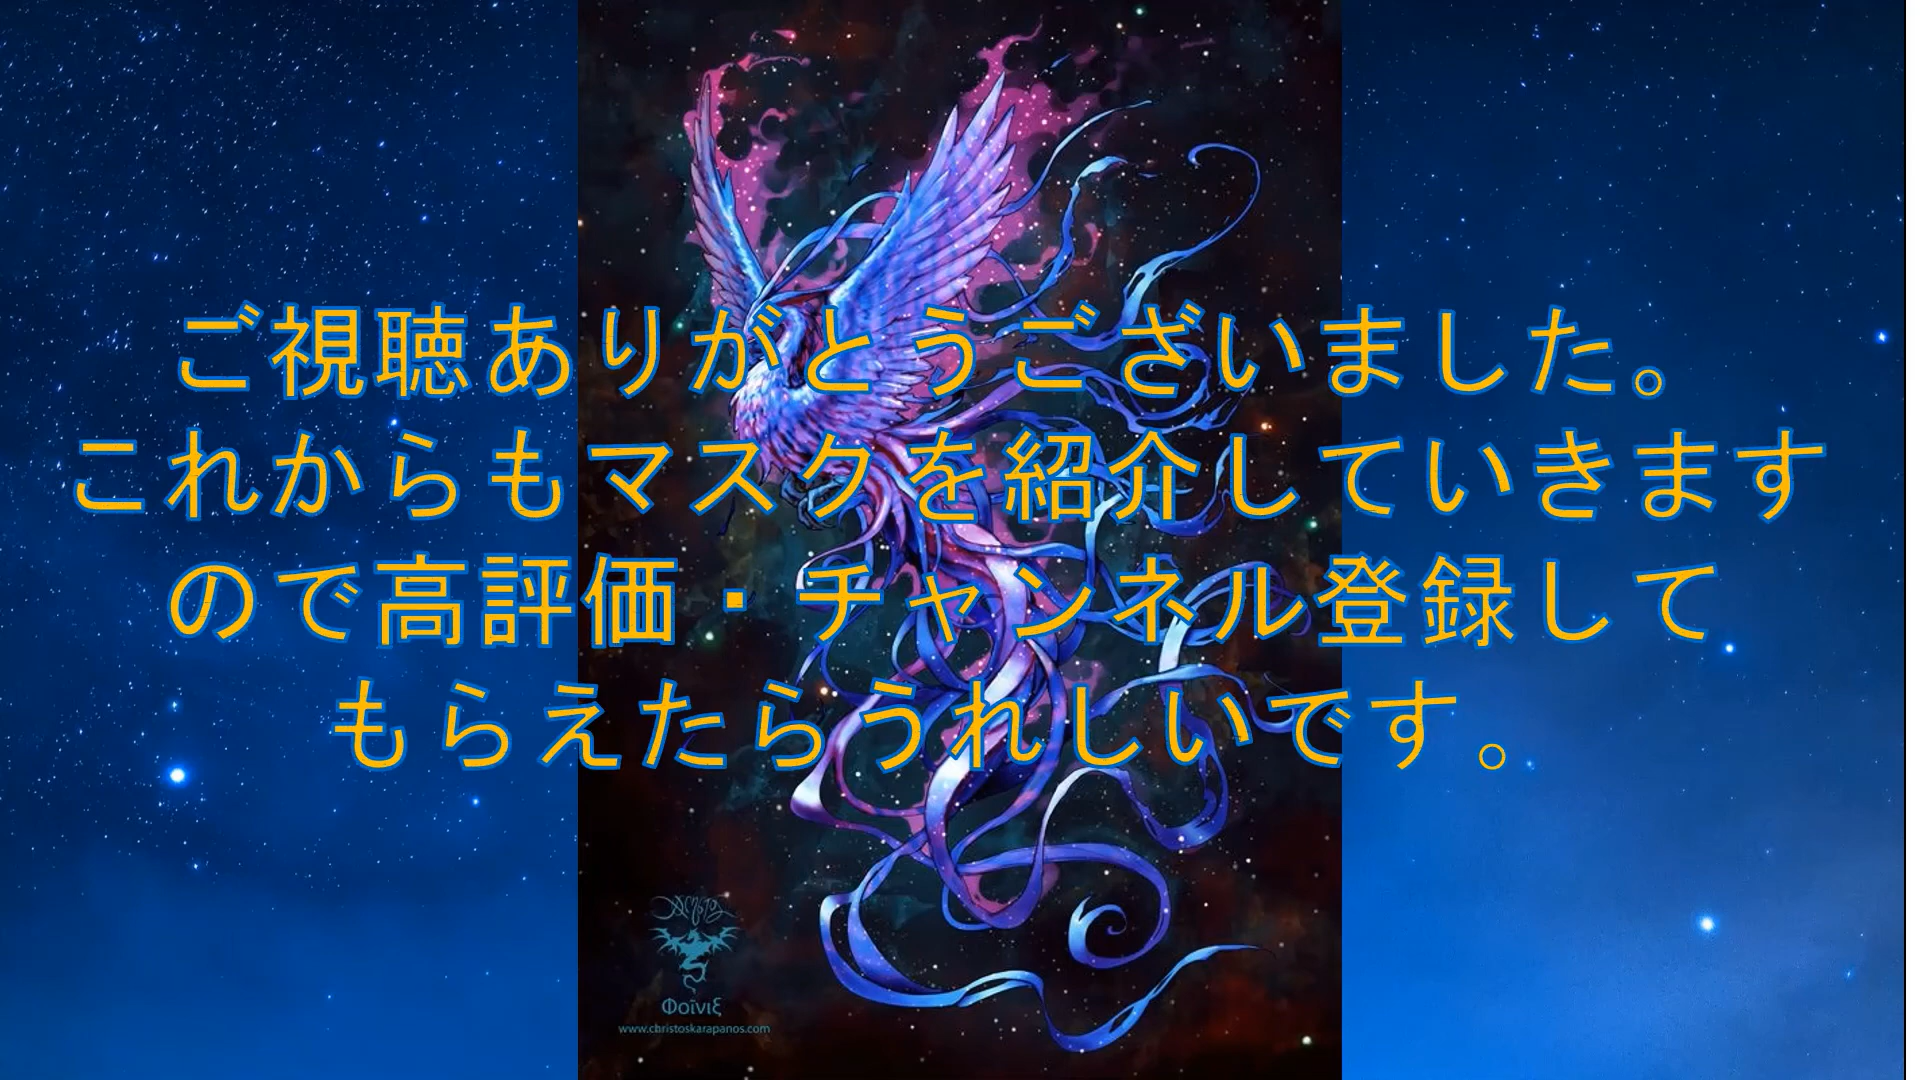 ご視聴ありがとうございました。
これからもマスクを紹介していきます
ので高評価・チャンネル登録して
もらえたらうれしいです。
Φοῖνιξ
www.christoskarapanos.com